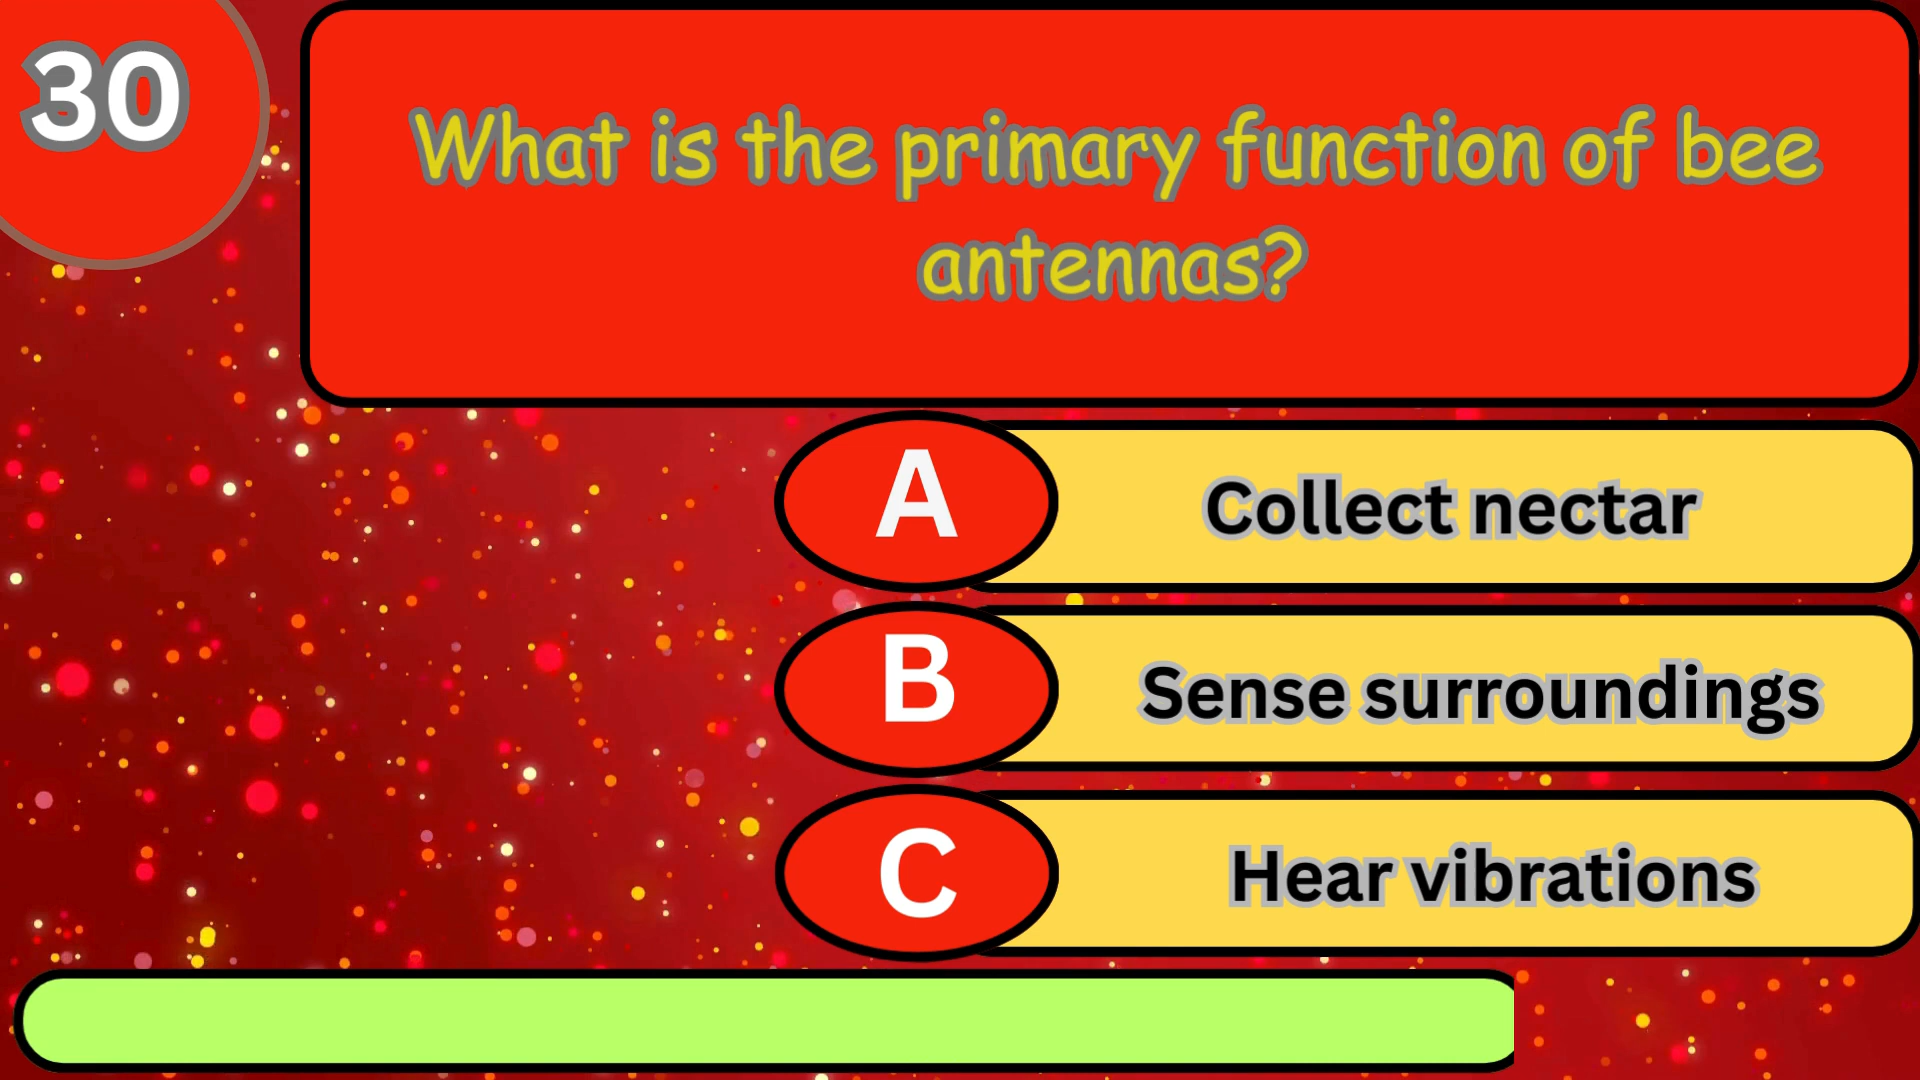 30
What is the primary function of bee
antennas?
A
Collect nectar
B
Sense surroundings
C
Hear vibrations